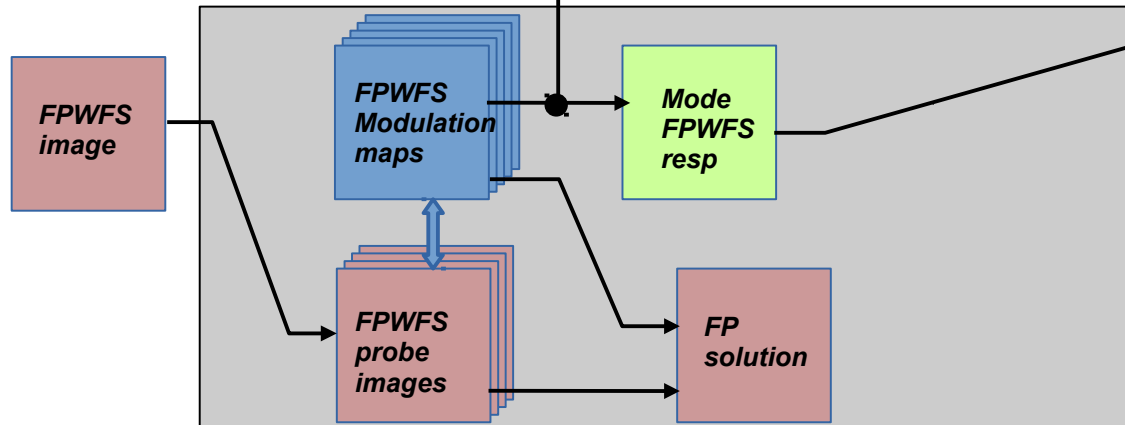 FPWFS
image
FPWFS
Modulation
maps
Mode
FPWFS
resp
FPWFS
probe
images
FP
solution